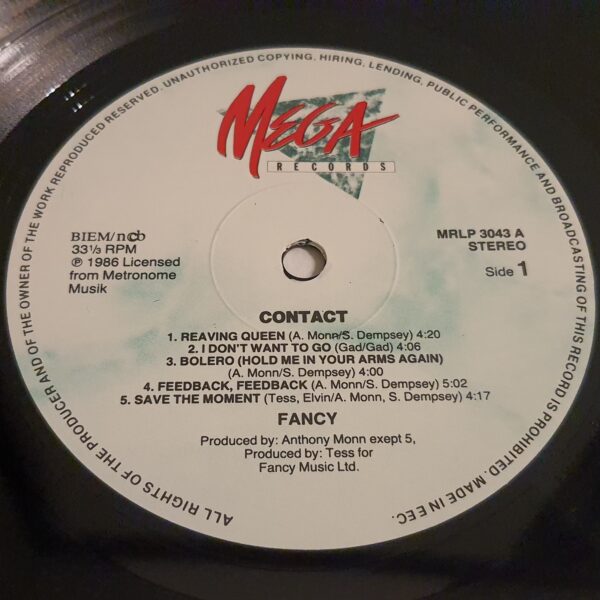 ALL RIGHTS OF THE PRODUCER AND OF THE OWNER OF THE WORK REPRODUCED RESERVED. UNAUTHORIZED COPYING. HIRING. LENDING. PUBLIC PERFORMANCE AND BROADCASTING OF THIS RECORD IS PROHIBITED. MADE IN EEC.
MEGA
RECORDS
BIEM/ncb
33⅓ RPM
℗ 1986 Licensed
from Metronome
Musik
MRLP 3043 A
STEREO
Side 1
CONTACT
1. REAVING QUEEN (A. Monn/S. Dempsey) 4:20
2. I DON'T WANT TO GO (Gad/Gad) 4:06
3. BOLERO (HOLD ME IN YOUR ARMS AGAIN)
(A. Monn/S. Dempsey) 4:00
4. FEEDBACK, FEEDBACK (A. Monn/S. Dempsey) 5:02
5. SAVE THE MOMENT (Tess, Elvin/A. Monn, S. Dempsey) 4:17
FANCY
Produced by: Anthony Monn exept 5,
Produced by: Tess for
Fancy Music Ltd.